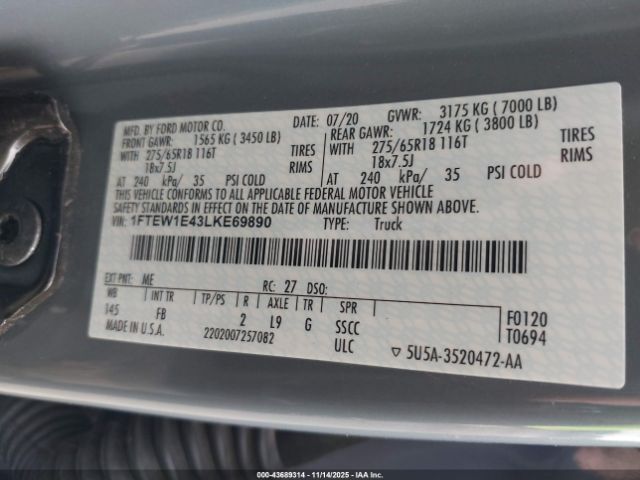 MFD. BY FORD MOTOR CO.
DATE: 07/20 GVWR: 3175 KG ( 7000 LB)
FRONT GAWR: 1565 KG ( 3450 LB)
REAR GAWR: 1724 KG ( 3800 LB)
WITH 275/65R18 116T TIRES
WITH 275/65R18 116T TIRES
18x7.5J RIMS
18x7.5J RIMS
AT 240 kPa/ 35 PSI COLD
AT 240 kPa/ 35 PSI COLD
THIS VEHICLE CONFORMS TO ALL APPLICABLE FEDERAL MOTOR VEHICLE
SAFETY STANDARDS IN EFFECT ON THE DATE OF MANUFACTURE SHOWN ABOVE.
VIN: 1FTEW1E43LKE69890 TYPE: Truck
EXT PNT: ME RC: 27 DSO:
WB INT TR TP/PS R AXLE TR SPR
145 FB 2 L9 G SSCC F0120
T0694
MADE IN U.S.A. 2202007257082 ULC ▽ 5U5A-3520472-AA
000-43689314 - 11/14/2025 - IAAI.com